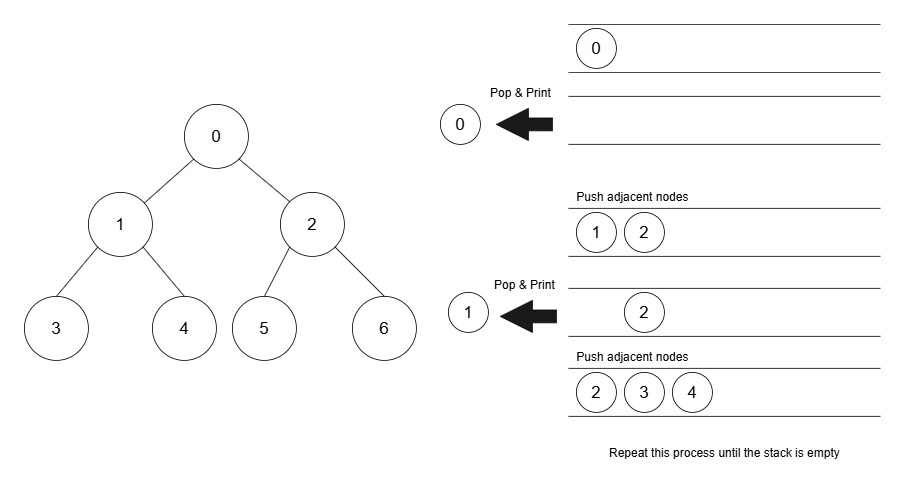 0
1
2
3
4
5
6
0
Pop & Print
0
Push adjacent nodes
1 2
Pop & Print
1
2
Push adjacent nodes
2 3 4
Repeat this process until the stack is empty